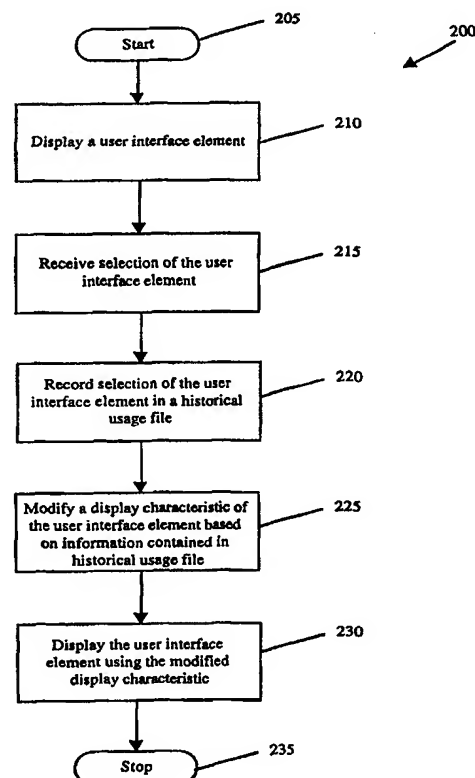 Start
205
200
Display a user interface element
210
Receive selection of the user
interface element
215
Record selection of the user
interface element in a historical
usage file
220
Modify a display characteristic of
the user interface element based
on information contained in
historical usage file
225
Display the user interface
element using the modified
display characteristic
230
Stop
235